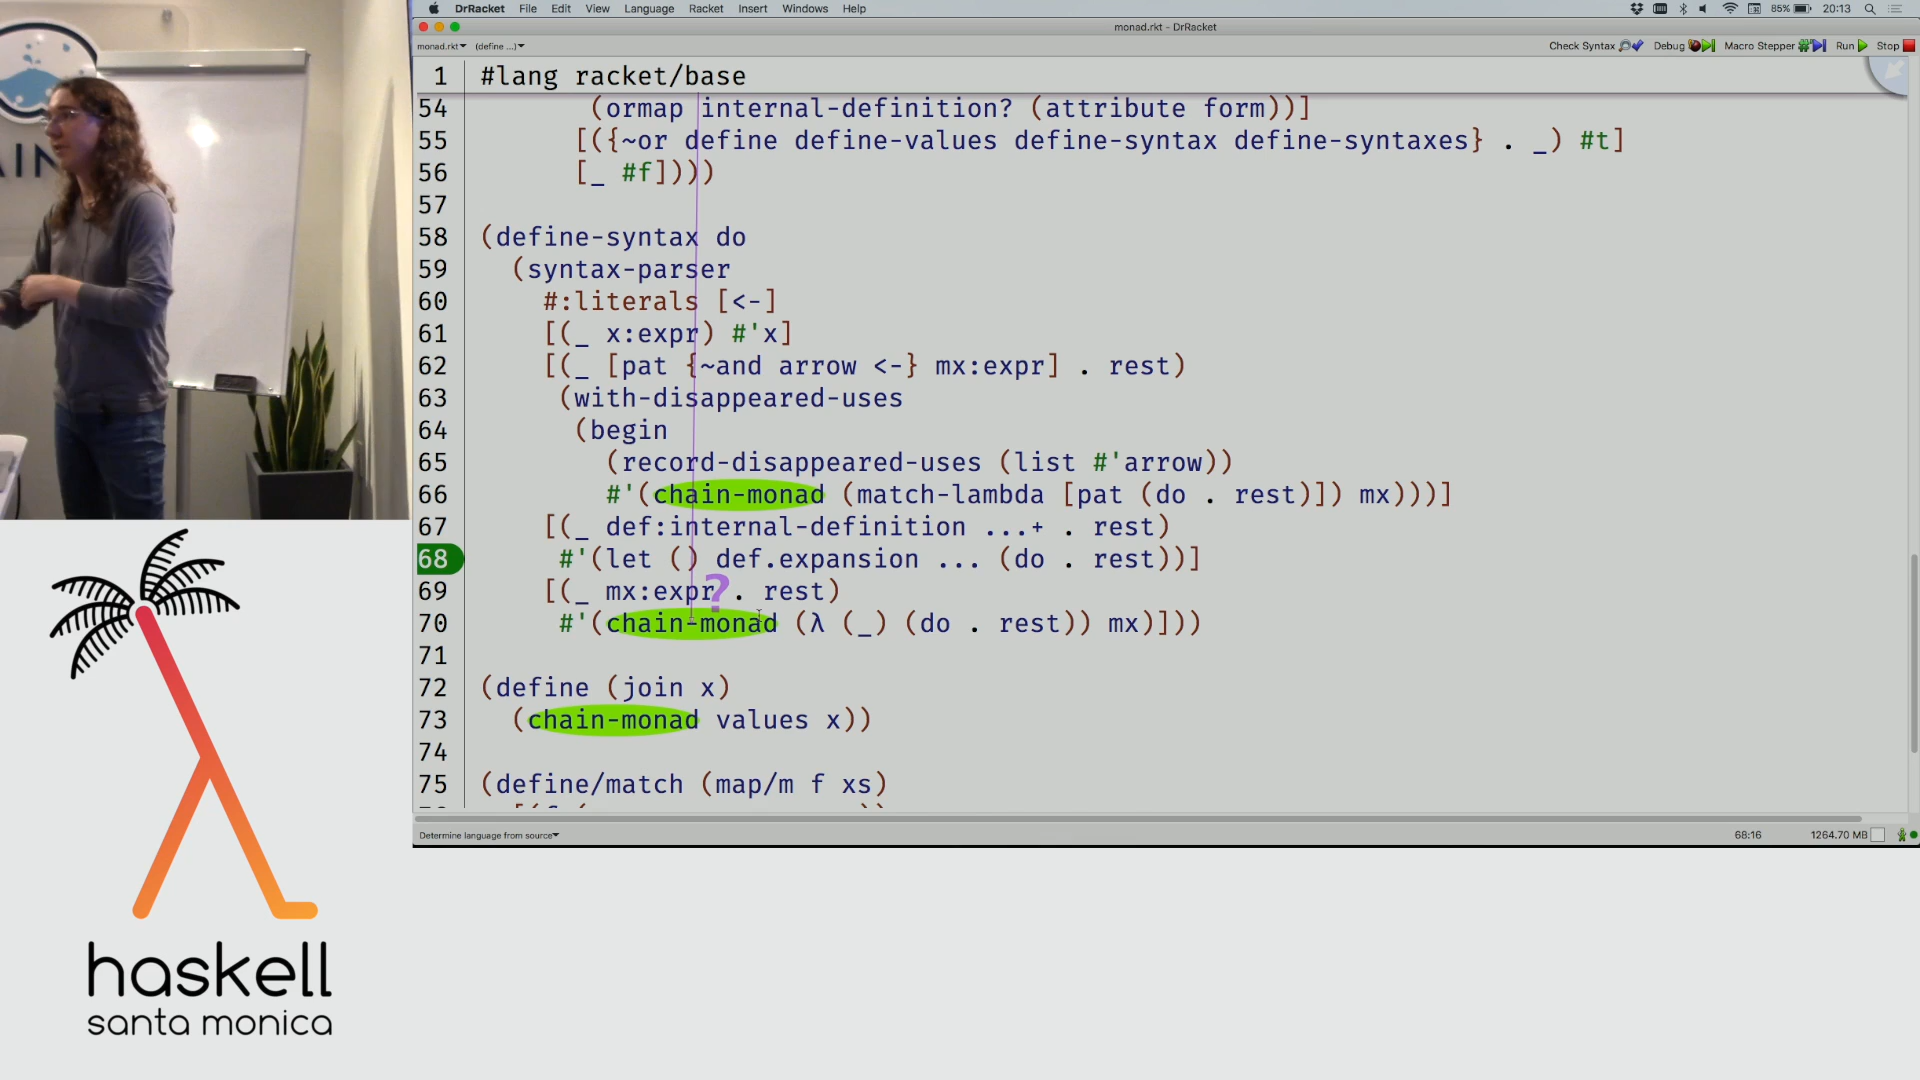 DrRacket File Edit View Language Racket Insert Windows Help 85% 20:13
monad.rkt - DrRacket
monad.rkt (define ...) Check Syntax Debug Macro Stepper Run Stop
1 #lang racket/base
54 (ormap internal-definition? (attribute form))]
55 [({~or define define-values define-syntax define-syntaxes} . _) #t]
56 [_ #f])))
57
58 (define-syntax do
59 (syntax-parser
60 #:literals [<-]
61 [(_ x:expr) #'x]
62 [(_ [pat {~and arrow <-} mx:expr] . rest)
63 (with-disappeared-uses
64 (begin
65 (record-disappeared-uses (list #'arrow))
66 #'(chain-monad (match-lambda [pat (do . rest)]) mx)))]
67 [(_ def:internal-definition ...+ . rest)
68 #'(let () def.expansion ... (do . rest))]
69 [(_ mx:expr . rest)
?
70 #'(chain-monad (λ (_) (do . rest)) mx)]))
71
72 (define (join x)
73 (chain-monad values x))
74
75 (define/match (map/m f xs)
Determine language from source 68:16 1264.70 MB
AIN
haskell
santa monica